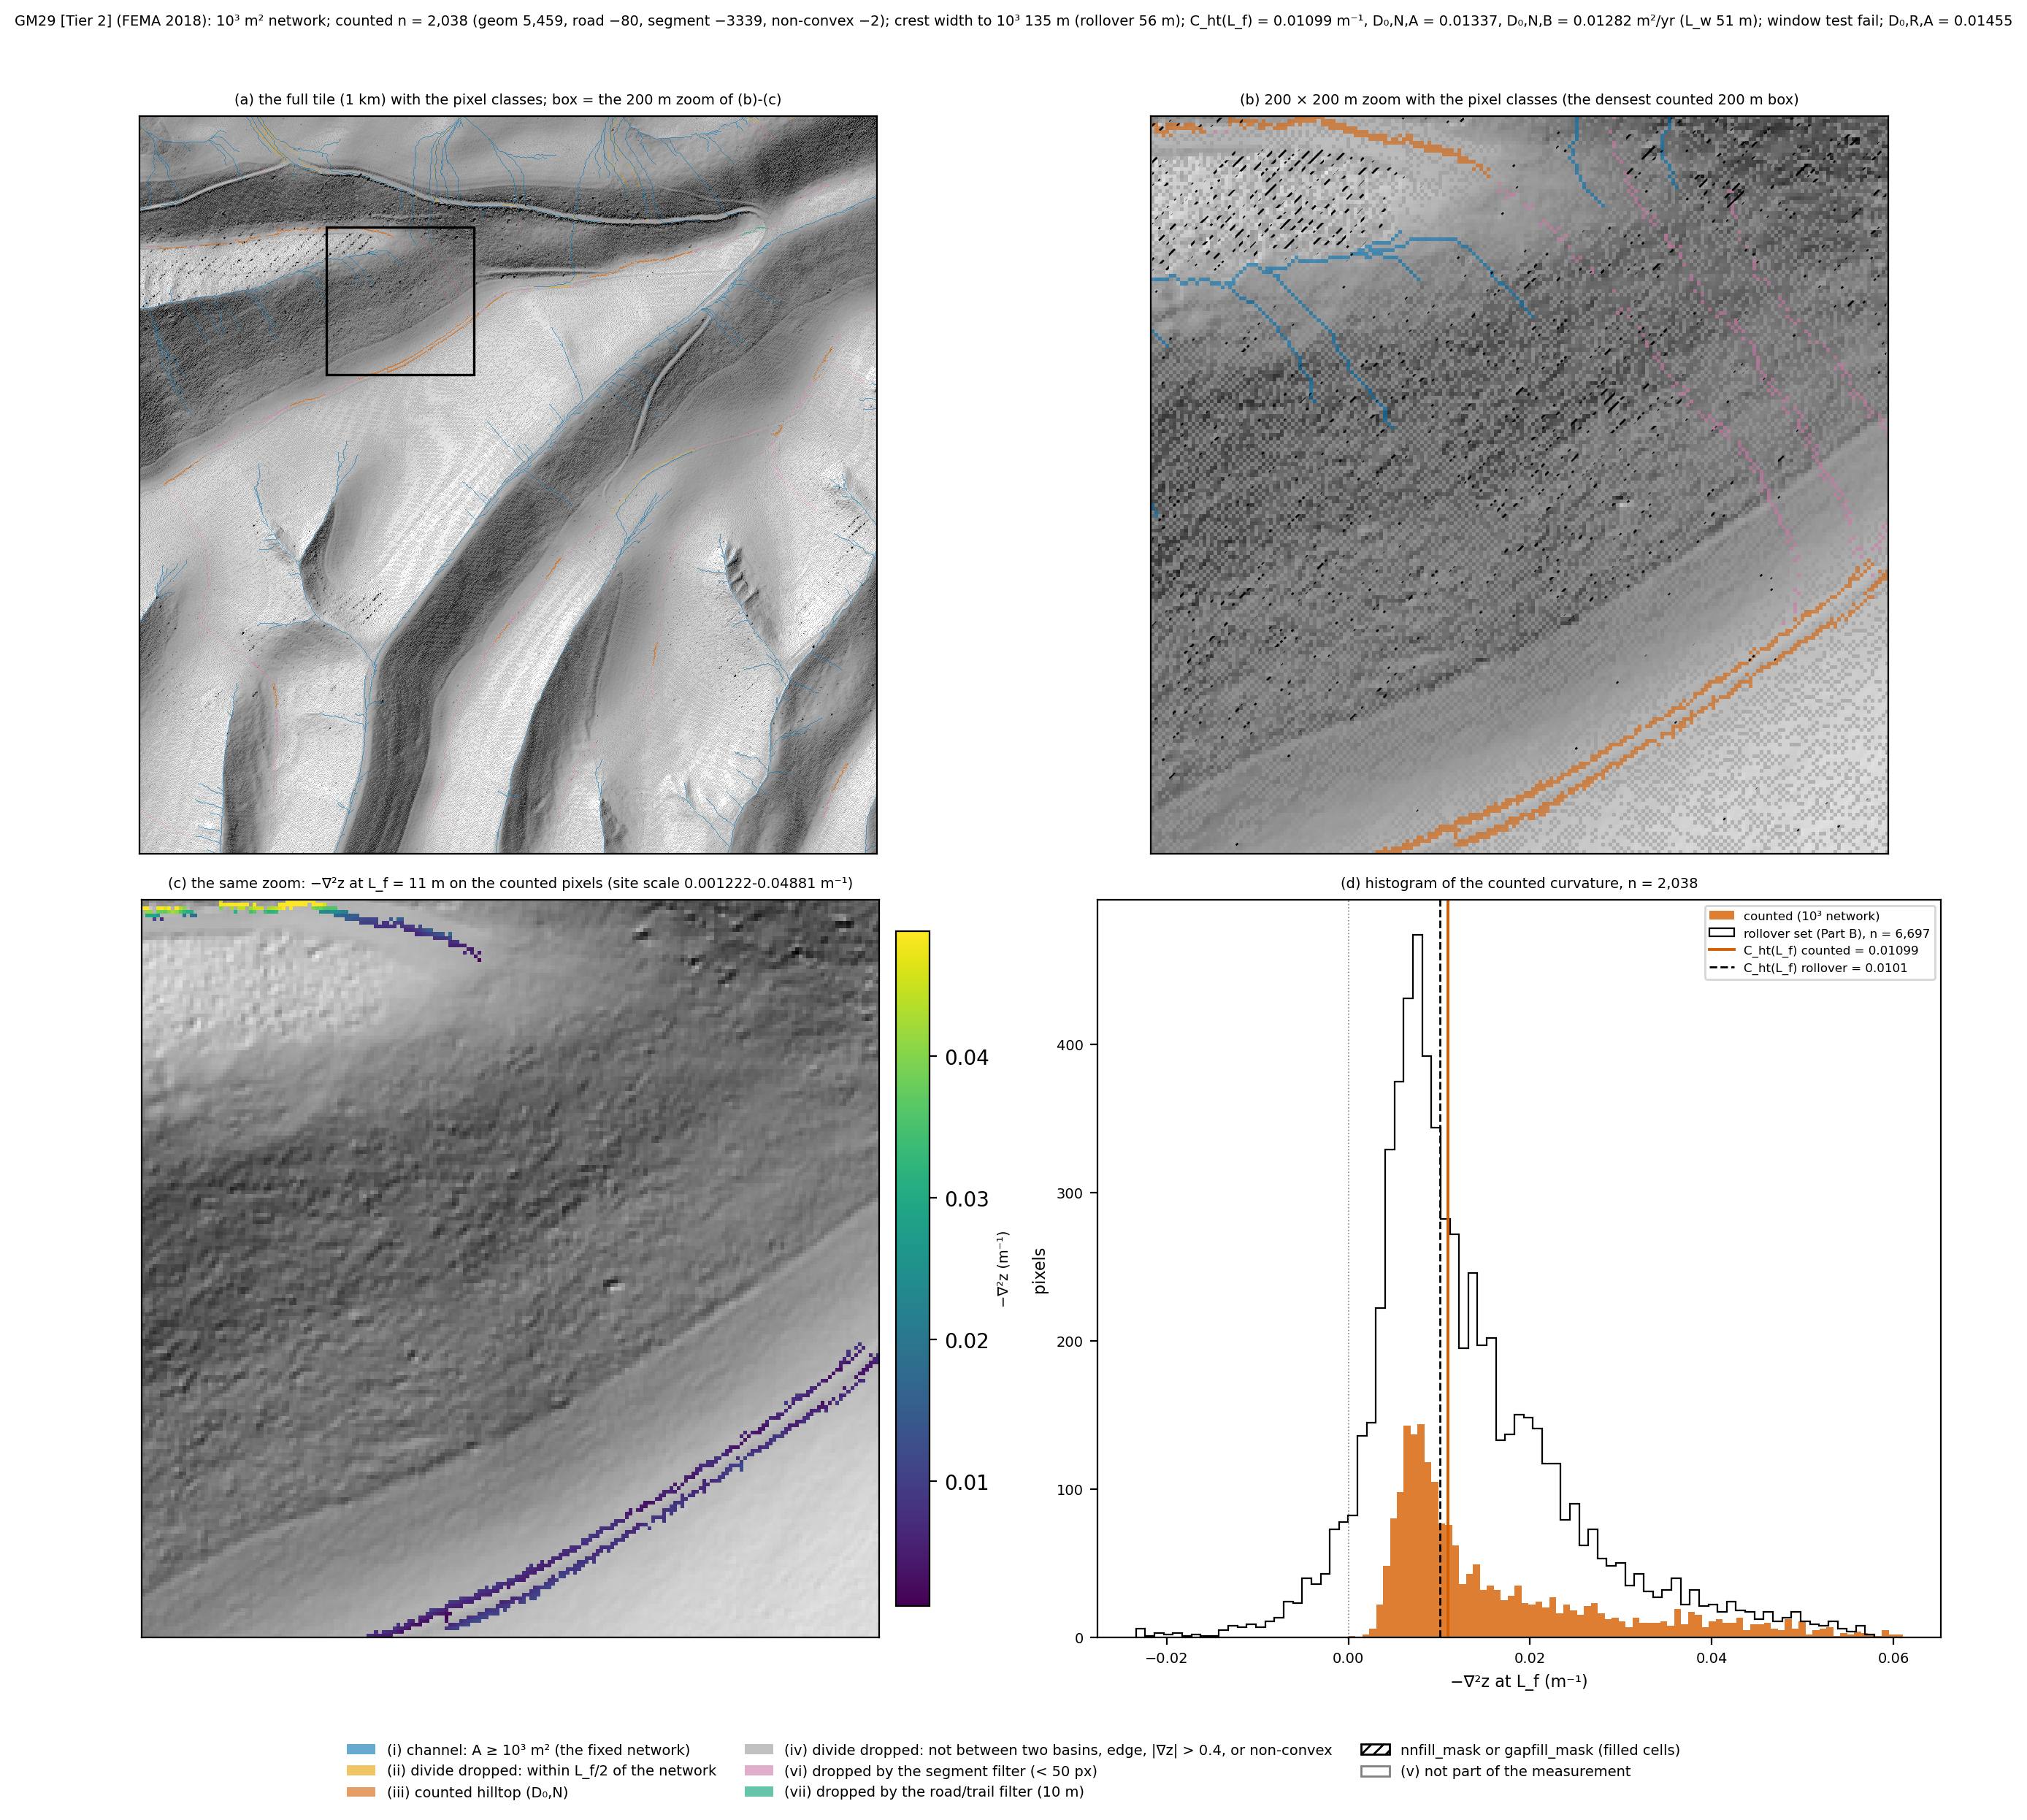 GM29 [Tier 2] (FEMA 2018): 10³ m² network; counted n = 2,038 (geom 5,459, road −80, segment −3339, non-convex −2); crest width to 10³ 135 m (rollover 56 m); C_ht(L_f) = 0.01099 m⁻¹, D₀,N,A = 0.01337, D₀,N,B = 0.01282 m²/yr (L_w 51 m); window test fail; D₀,R,A = 0.01455
(a) the full tile (1 km) with the pixel classes; box = the 200 m zoom of (b)-(c)
(b) 200 × 200 m zoom with the pixel classes (the densest counted 200 m box)
(c) the same zoom: −∇²z at L_f = 11 m on the counted pixels (site scale 0.001222-0.04881 m⁻¹)
0.04
0.03
0.02
0.01
−∇²z (m⁻¹)
(d) histogram of the counted curvature, n = 2,038
counted (10³ network)
rollover set (Part B), n = 6,697
C_ht(L_f) counted = 0.01099
C_ht(L_f) rollover = 0.0101
400
300
200
100
0
pixels
−0.02
0.00
0.02
0.04
0.06
−∇²z at L_f (m⁻¹)
(i) channel: A ≥ 10³ m² (the fixed network)
(ii) divide dropped: within L_f/2 of the network
(iii) counted hilltop (D₀,N)
(iv) divide dropped: not between two basins, edge, |∇z| > 0.4, or non-convex
(vi) dropped by the segment filter (< 50 px)
(vii) dropped by the road/trail filter (10 m)
nnfill_mask or gapfill_mask (filled cells)
(v) not part of the measurement